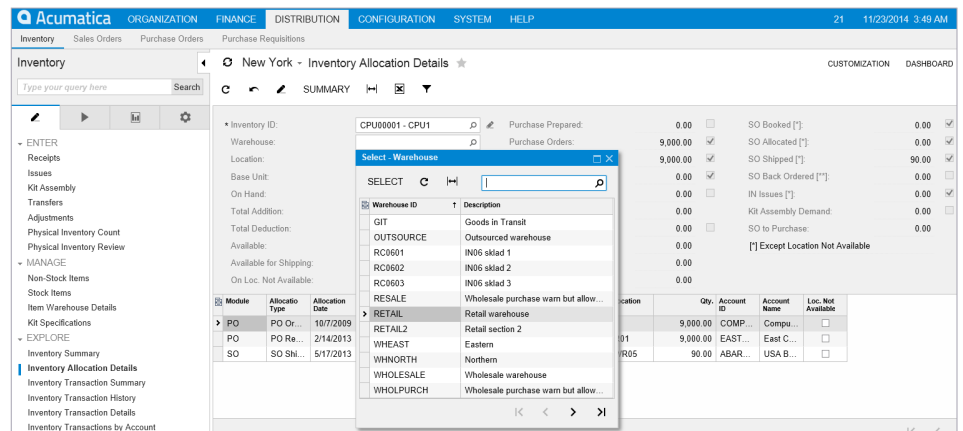 Acumatica ORGANIZATION FINANCE DISTRIBUTION CONFIGURATION SYSTEM HELP 21 11/23/2014 3:49 AM
Inventory Sales Orders Purchase Orders Purchase Requisitions
Inventory New York - Inventory Allocation Details CUSTOMIZATION DASHBOARD
Type your query here Search SUMMARY
* Inventory ID: CPU00001 - CPU1 Purchase Prepared: 0.00 SO Booked [*]: 0.00
ENTER Warehouse: Purchase Orders: 9,000.00 SO Allocated [*]: 0.00
Receipts Location: Select - Warehouse 9,000.00 SO Shipped [*]: 90.00
Issues Base Unit: SELECT 0.00 SO Back Ordered [**]: 0.00
Kit Assembly On Hand: Warehouse ID Description 0.00 IN Issues [*]: 0.00
Transfers Total Addition: GIT Goods in Transit 0.00 Kit Assembly Demand: 0.00
Adjustments Total Deduction: OUTSOURCE Outsourced warehouse 0.00 SO to Purchase: 0.00
Physical Inventory Count Available: RC0601 IN06 sklad 1 0.00 [*] Except Location Not Available
Physical Inventory Review Available for Shipping: RC0602 IN06 sklad 2 0.00
MANAGE On Loc. Not Available: RC0603 IN06 sklad 3 0.00
Non-Stock Items
Stock Items Module Allocatio Type Allocation Date RESALE Wholesale purchase warn but allow... ocation Qty. Account ID Account Name Loc. Not Available
Item Warehouse Details PO PO Or... 10/7/2009 RETAIL Retail warehouse 9,000.00 COMP... Compu...
Kit Specifications PO PO Re... 2/14/2013 RETAIL2 Retail section 2 01 9,000.00 EAST... East C...
EXPLORE SO SO Shi... 5/17/2013 WHEAST Eastern /R05 90.00 ABAR... USA B...
Inventory Summary WHNORTH Northern
Inventory Allocation Details WHOLESALE Wholesale warehouse
Inventory Transaction Summary WHOLPURCH Wholesale purchase warn but allow...
Inventory Transaction History
Inventory Transaction Details
Inventory Transactions by Account